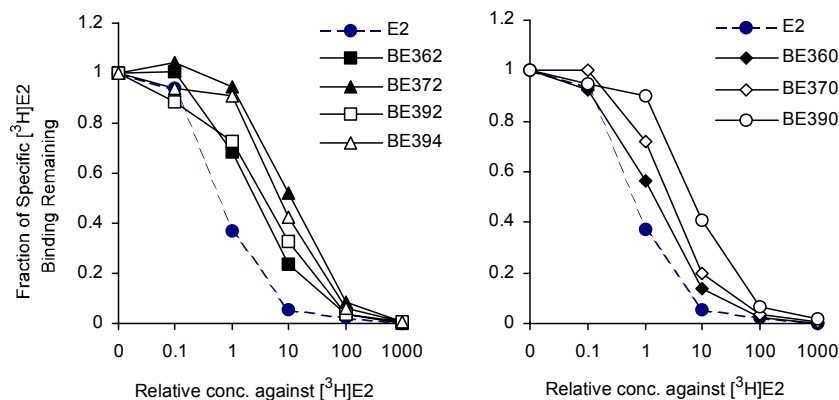 E2
BE362
BE372
BE392
BE394
Fraction of Specific [³H]E2
Binding Remaining
1.2
1
0.8
0.6
0.4
0.2
0
0 0.1 1 10 100 1000
Relative conc. against [³H]E2
E2
BE360
BE370
BE390
1.2
1
0.8
0.6
0.4
0.2
0
0 0.1 1 10 100 1000
Relative conc. against [³H]E2